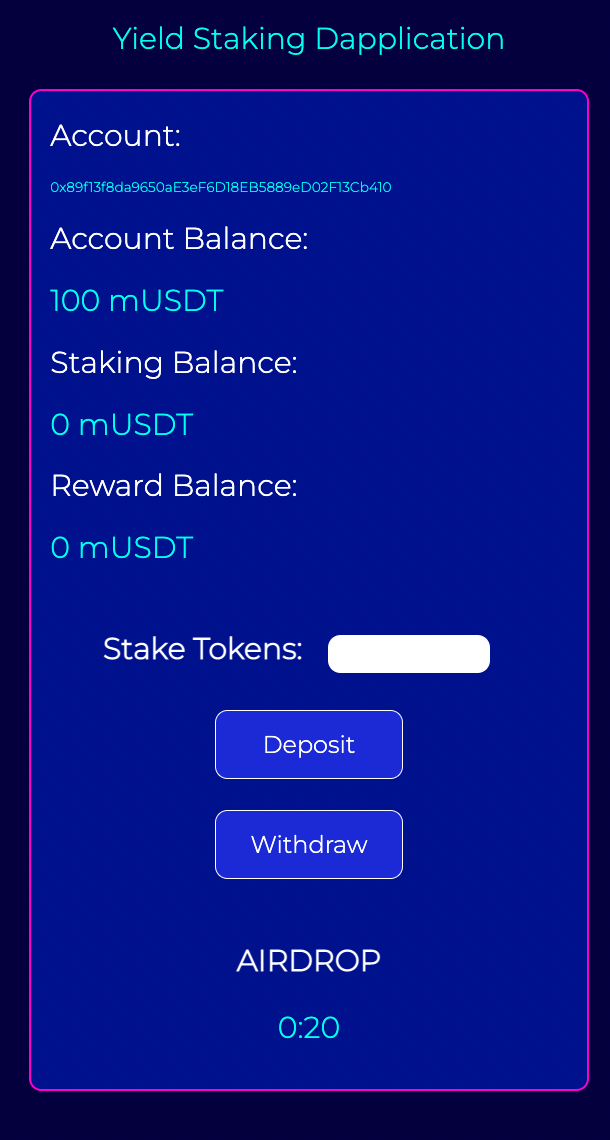 Yield Staking Dapplication
Account:
0x89f13f8da9650aE3eF6D18EB5889eD02F13Cb410
Account Balance:
100 mUSDT
Staking Balance:
0 mUSDT
Reward Balance:
0 mUSDT
Stake Tokens:
Deposit
Withdraw
AIRDROP
0:20